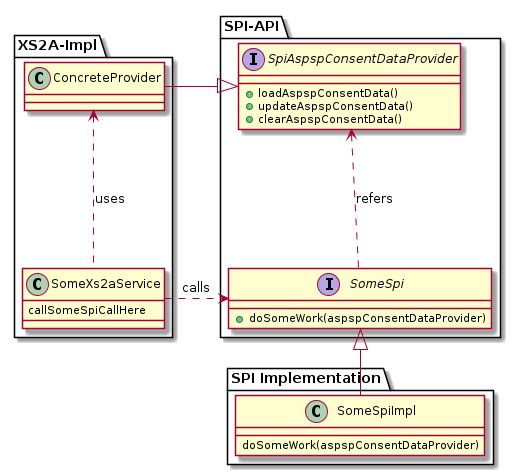 SPI-API
XS2A-Impl
I SpiAspspConsentDataProvider
C ConcreteProvider
loadAspspConsentData()
updateAspspConsentData()
clearAspspConsentData()
uses
refers
C SomeXs2aService
callSomeSpiCallHere
calls
I SomeSpi
doSomeWork(aspspConsentDataProvider)
SPI Implementation
C SomeSpiImpl
doSomeWork(aspspConsentDataProvider)